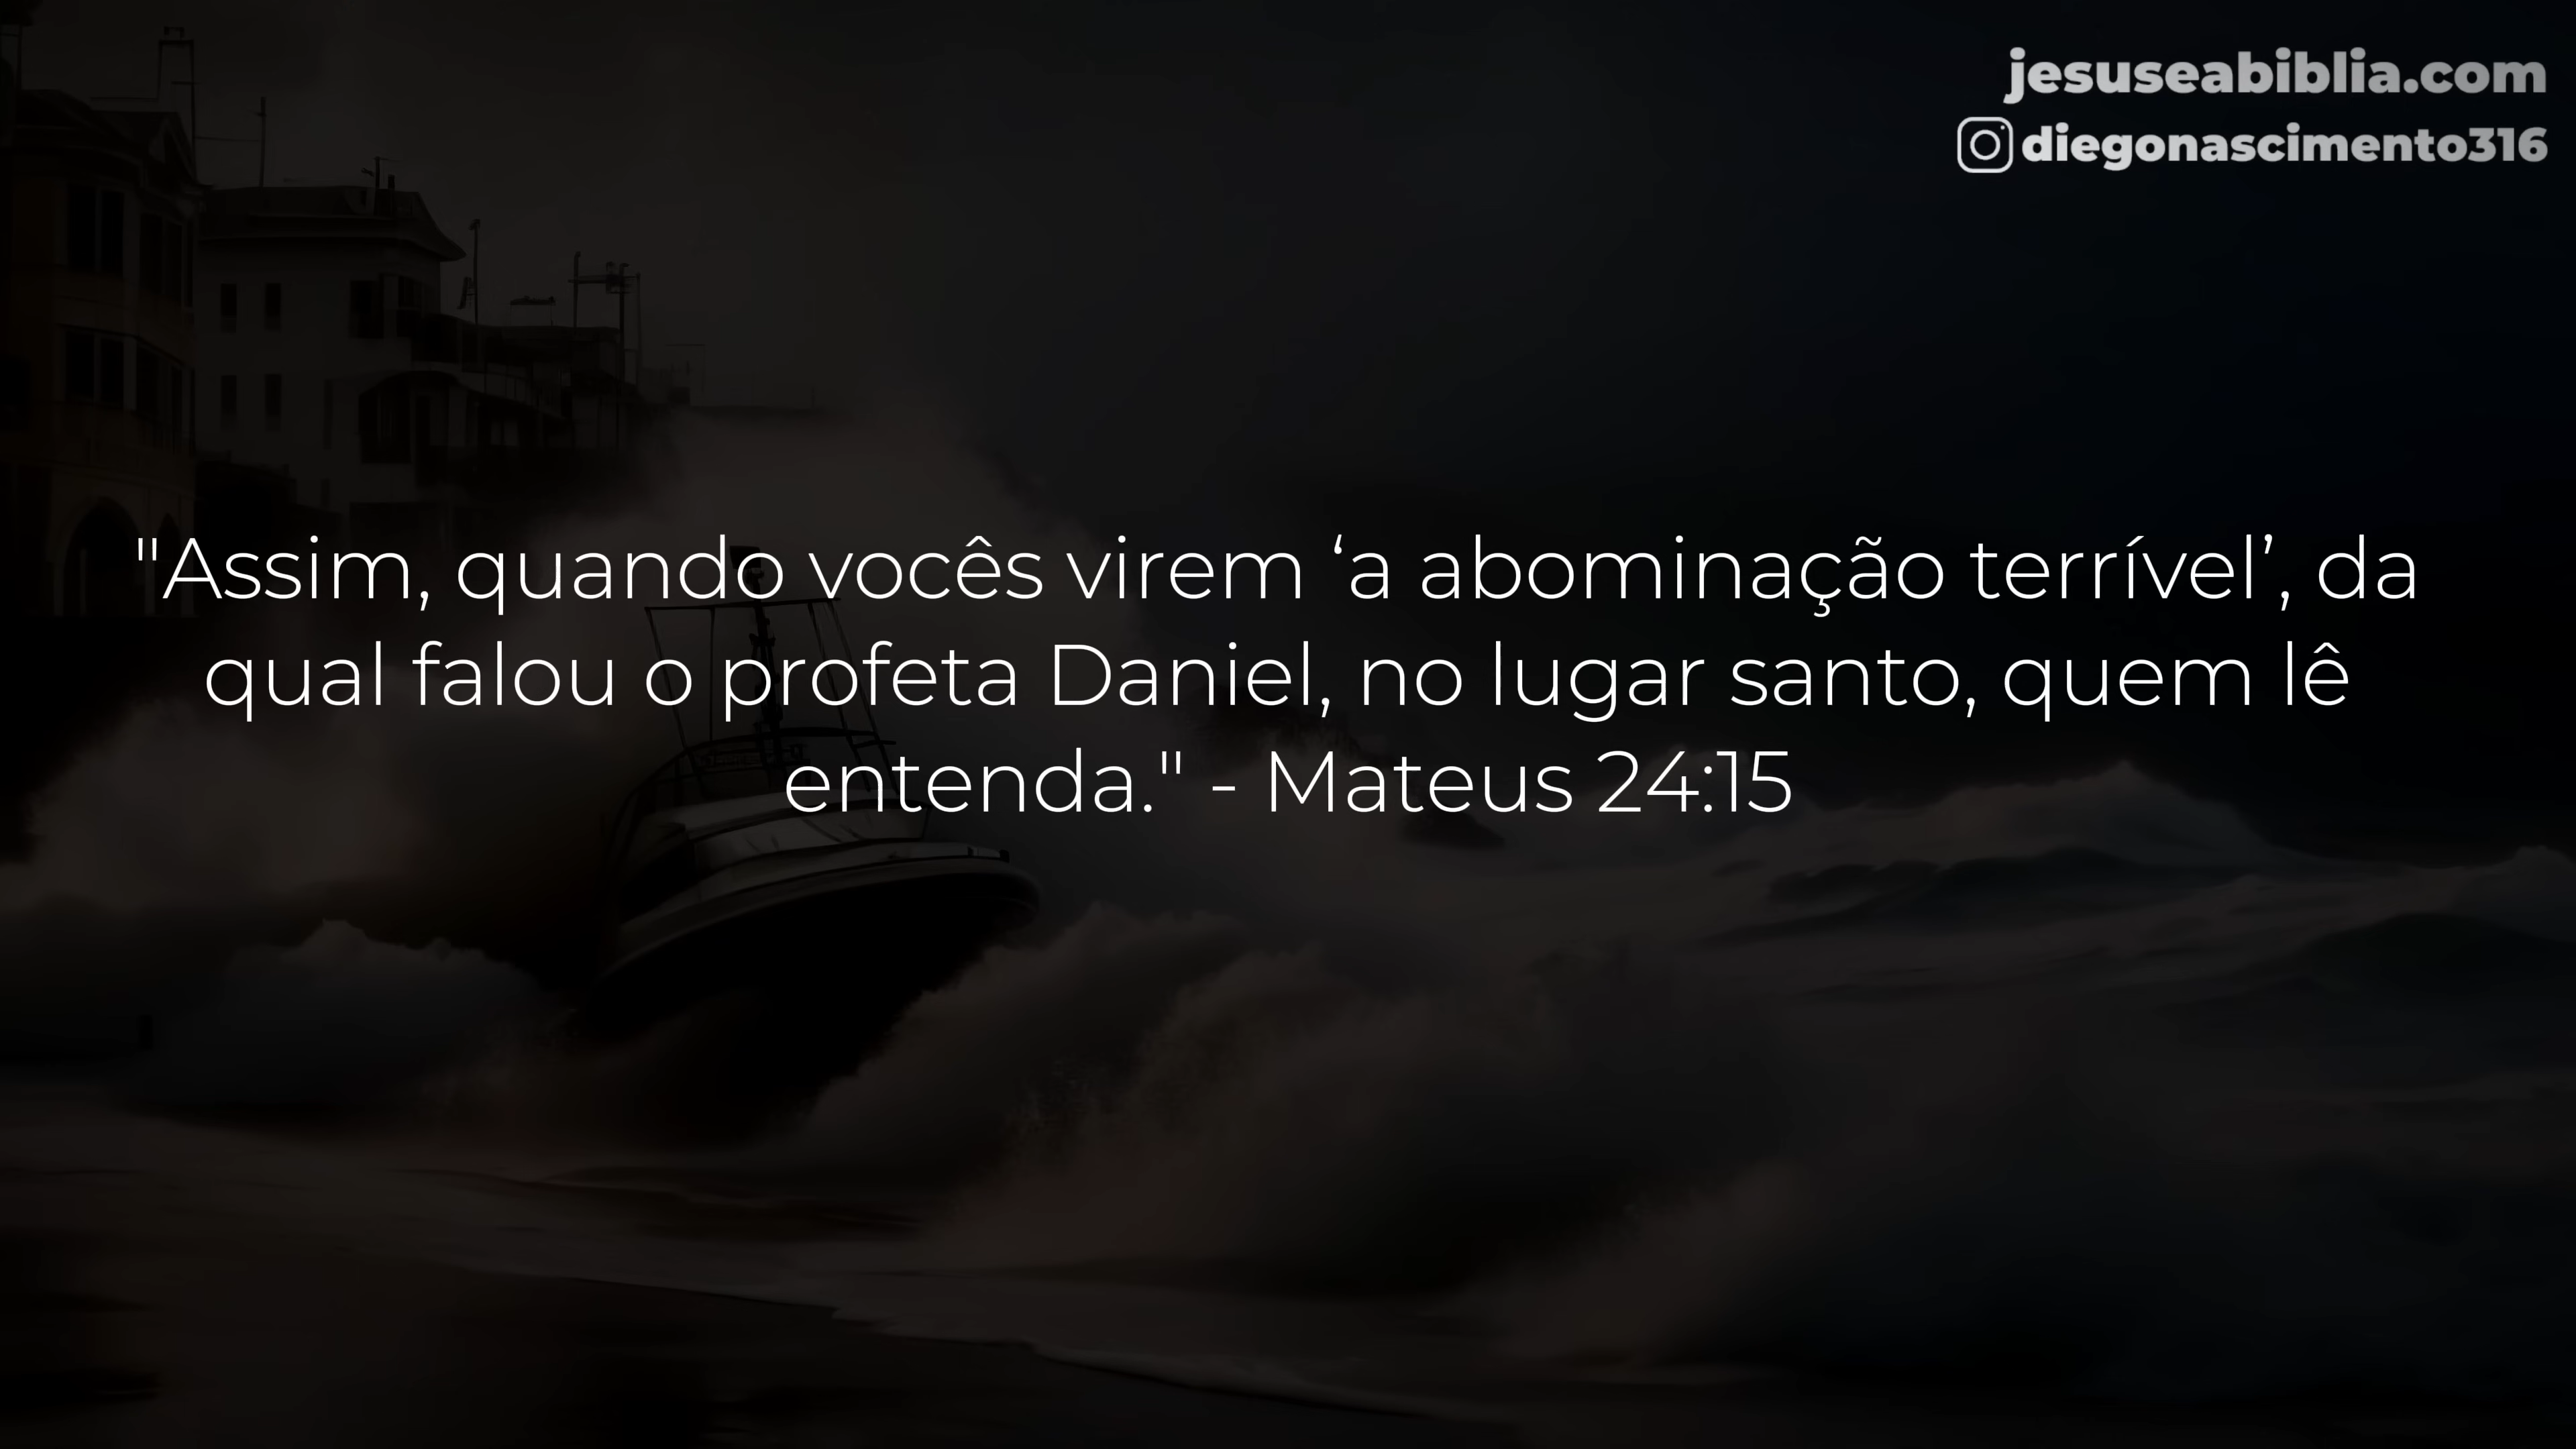 jesuseabiblia.com
diegonascimento316
"Assim, quando vocês virem ‘a abominação terrível’, da
qual falou o profeta Daniel, no lugar santo, quem lê
entenda." - Mateus 24:15